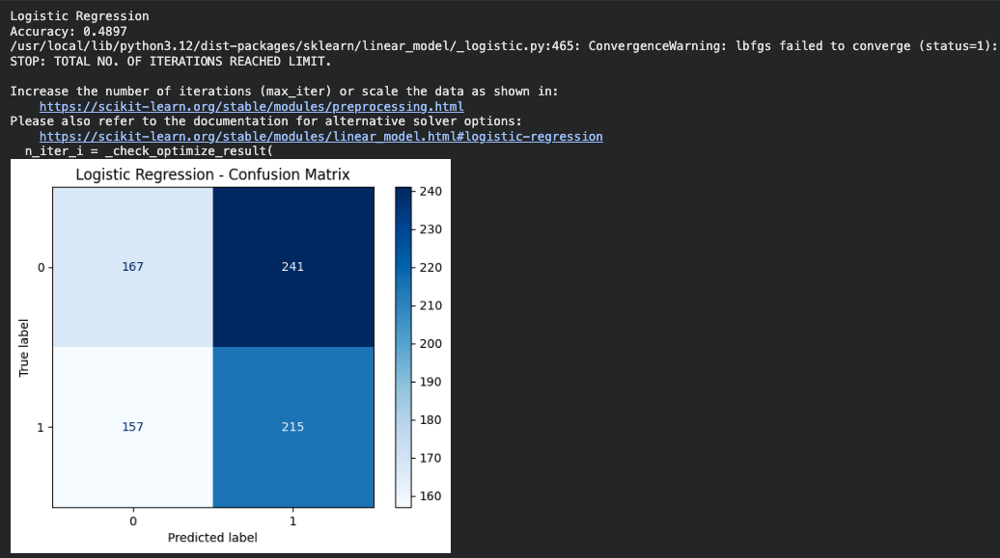 Logistic Regression
Accuracy: 0.4897
/usr/local/lib/python3.12/dist-packages/sklearn/linear_model/_logistic.py:465: ConvergenceWarning: lbfgs failed to converge (status=1):
STOP: TOTAL NO. OF ITERATIONS REACHED LIMIT.
Increase the number of iterations (max_iter) or scale the data as shown in:
https://scikit-learn.org/stable/modules/preprocessing.html
Please also refer to the documentation for alternative solver options:
https://scikit-learn.org/stable/modules/linear_model.html#logistic-regression
n_iter_i = _check_optimize_result(
Logistic Regression - Confusion Matrix
True label
0
167
241
1
157
215
0
1
Predicted label
240
230
220
210
200
190
180
170
160